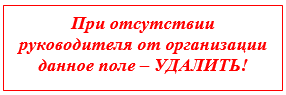 При отсутствии
руководителя от организации
данное поле – УДАЛИТЬ!